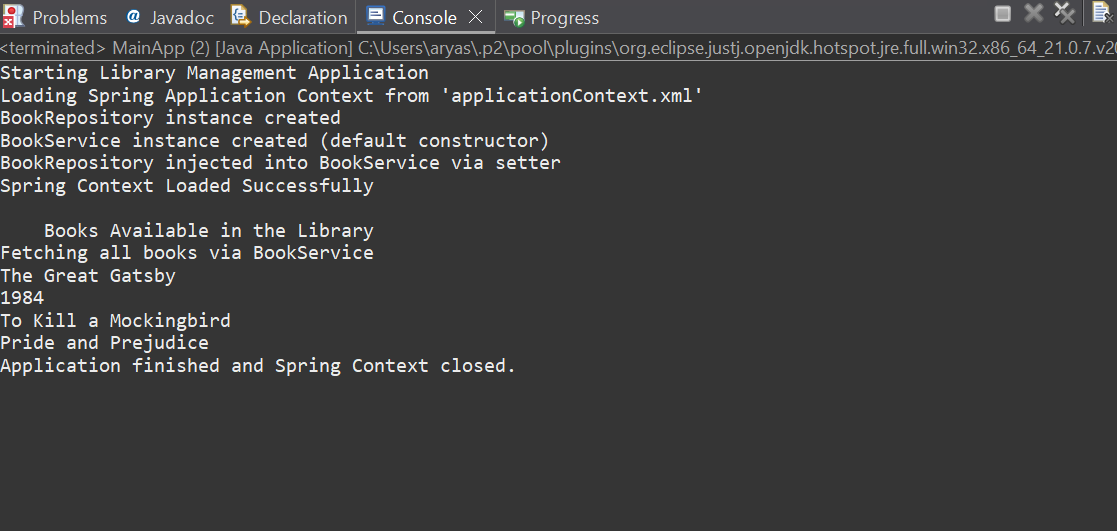 Problems @ Javadoc Declaration Console Progress
<terminated> MainApp (2) [Java Application] C:\Users\aryas\.p2\pool\plugins\org.eclipse.justj.openjdk.hotspot.jre.full.win32.x86_64_21.0.7.v20
Starting Library Management Application
Loading Spring Application Context from 'applicationContext.xml'
BookRepository instance created
BookService instance created (default constructor)
BookRepository injected into BookService via setter
Spring Context Loaded Successfully
Books Available in the Library
Fetching all books via BookService
The Great Gatsby
1984
To Kill a Mockingbird
Pride and Prejudice
Application finished and Spring Context closed.